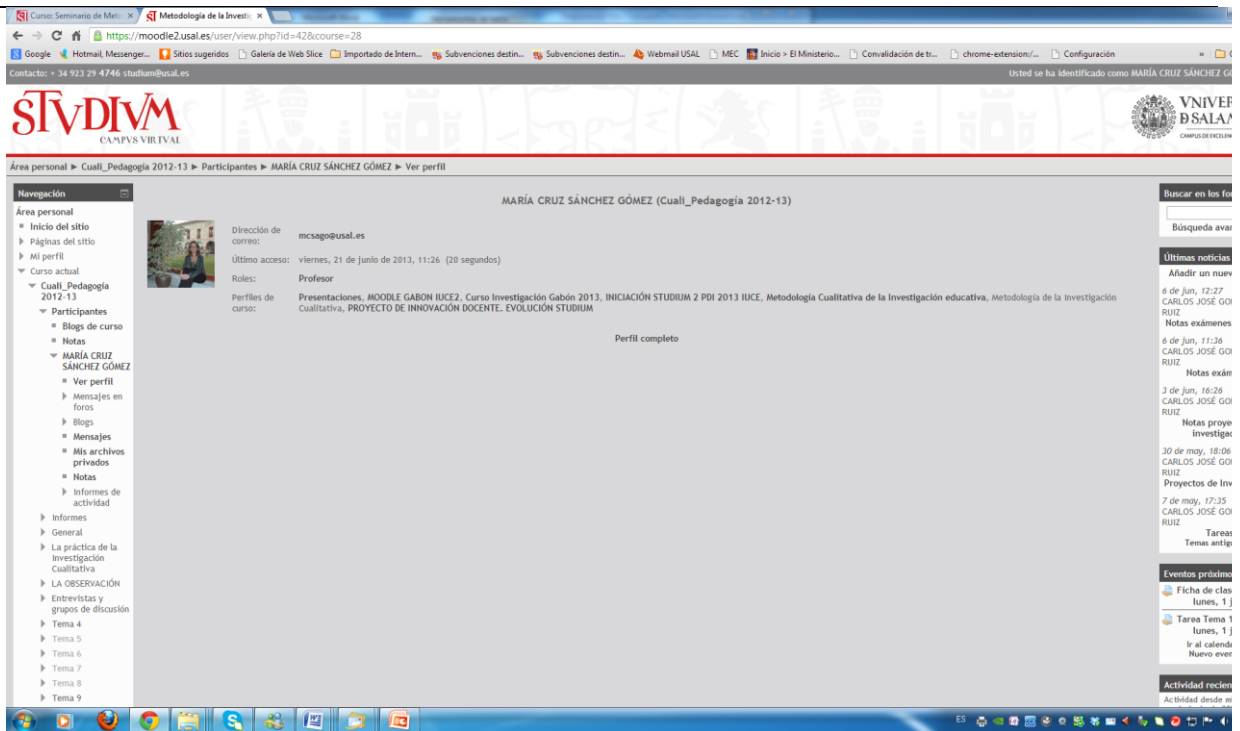 Curso: Seminario de Meto
Metodología de la Investig
https://moodle2.usal.es/user/view.php?id=42&course=28
Google
Hotmail, Messenger...
Sitios sugeridos
Galería de Web Slice
Importado de Intern...
Subvenciones destin...
Subvenciones destin...
Webmail USAL
MEC
Inicio > El Ministerio...
Convalidación de tr...
chrome-extension:/...
Configuración
»
Contacto: + 34 923 29 4746 studium@usal.es
Usted se ha identificado como MARÍA CRUZ SÁNCHEZ GÓ
STVDIVM
CAMPVS VIRTVAL
VNIVER
D SALA
CAMPUS DE EXCELEN
Área personal ► Cuali_Pedagogía 2012-13 ► Participantes ► MARÍA CRUZ SÁNCHEZ GÓMEZ ► Ver perfil
Navegación
Área personal
Inicio del sitio
Páginas del sitio
Mi perfil
Curso actual
Cuali_Pedagogía
2012-13
Participantes
Blogs de curso
Notas
MARÍA CRUZ
SÁNCHEZ GÓMEZ
Ver perfil
Mensajes en
foros
Blogs
Mensajes
Mis archivos
privados
Notas
Informes de
actividad
Informes
General
La práctica de la
Investigación
Cualitativa
LA OBSERVACIÓN
Entrevistas y
grupos de discusión
Tema 4
Tema 5
Tema 6
Tema 7
Tema 8
Tema 9
MARÍA CRUZ SÁNCHEZ GÓMEZ (Cuali_Pedagogía 2012-13)
Dirección de
correo:
mcsago@usal.es
Último acceso: viernes, 21 de junio de 2013, 11:26 (20 segundos)
Roles: Profesor
Perfiles de
curso:
Presentaciones, MOODLE GABON IUCE2, Curso Investigación Gabón 2013, INICIACIÓN STUDIUM 2 PDI 2013 IUCE, Metodología Cualitativa de la Investigación educativa, Metodología de la Investigación
Cualitativa, PROYECTO DE INNOVACIÓN DOCENTE. EVOLUCIÓN STUDIUM
Perfil completo
Buscar en los fo
Búsqueda avan
Últimas noticias
Añadir un nuev
6 de jun, 12:27
CARLOS JOSÉ GO
RUIZ
Notas exámenes
6 de jun, 11:36
CARLOS JOSÉ GO
RUIZ
Notas exám
3 de jun, 16:26
CARLOS JOSÉ GO
RUIZ
Notas proye
investigac
30 de may, 18:06
CARLOS JOSÉ GO
RUIZ
Proyectos de Inv
7 de may, 17:35
CARLOS JOSÉ GO
RUIZ
Tareas
Temas antig
Eventos próximo
Ficha de clas
lunes, 1 j
Tarea Tema 1
lunes, 1 j
Ir al calenda
Nuevo even
Actividad recien
Actividad desde m
ES